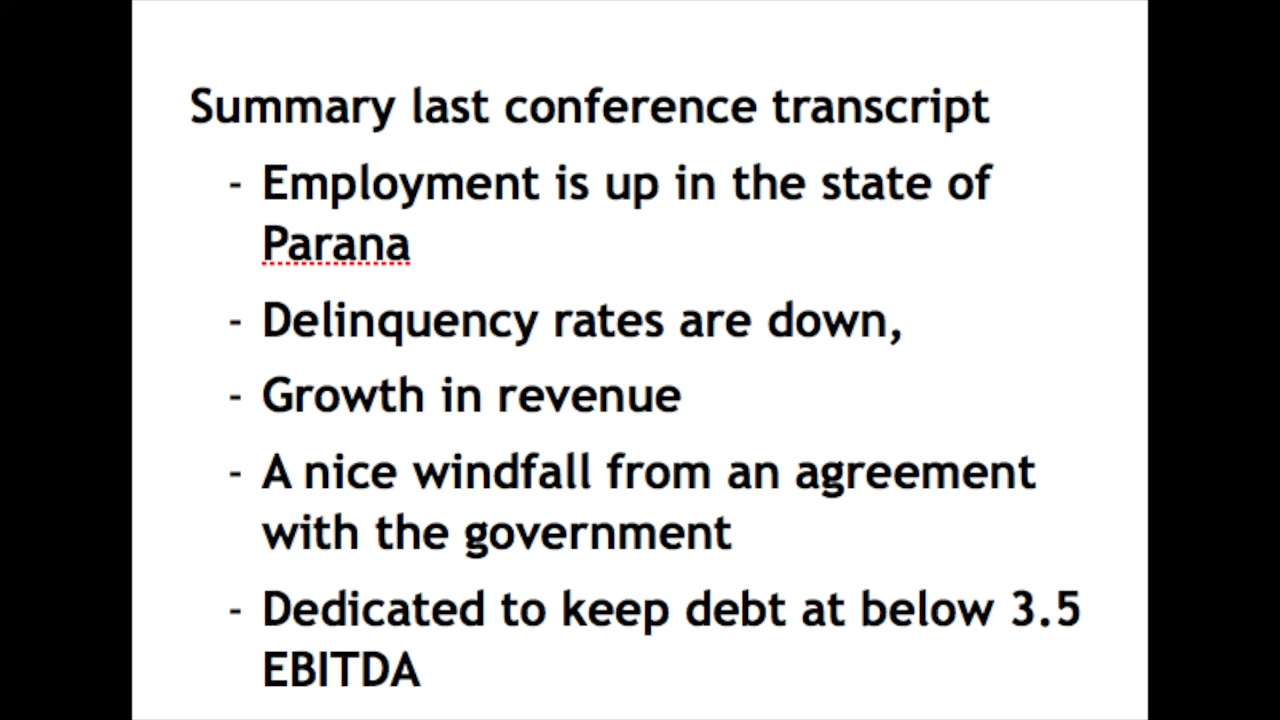 Summary last conference transcript
- Employment is up in the state of
Parana
- Delinquency rates are down,
- Growth in revenue
- A nice windfall from an agreement
with the government
- Dedicated to keep debt at below 3.5
EBITDA